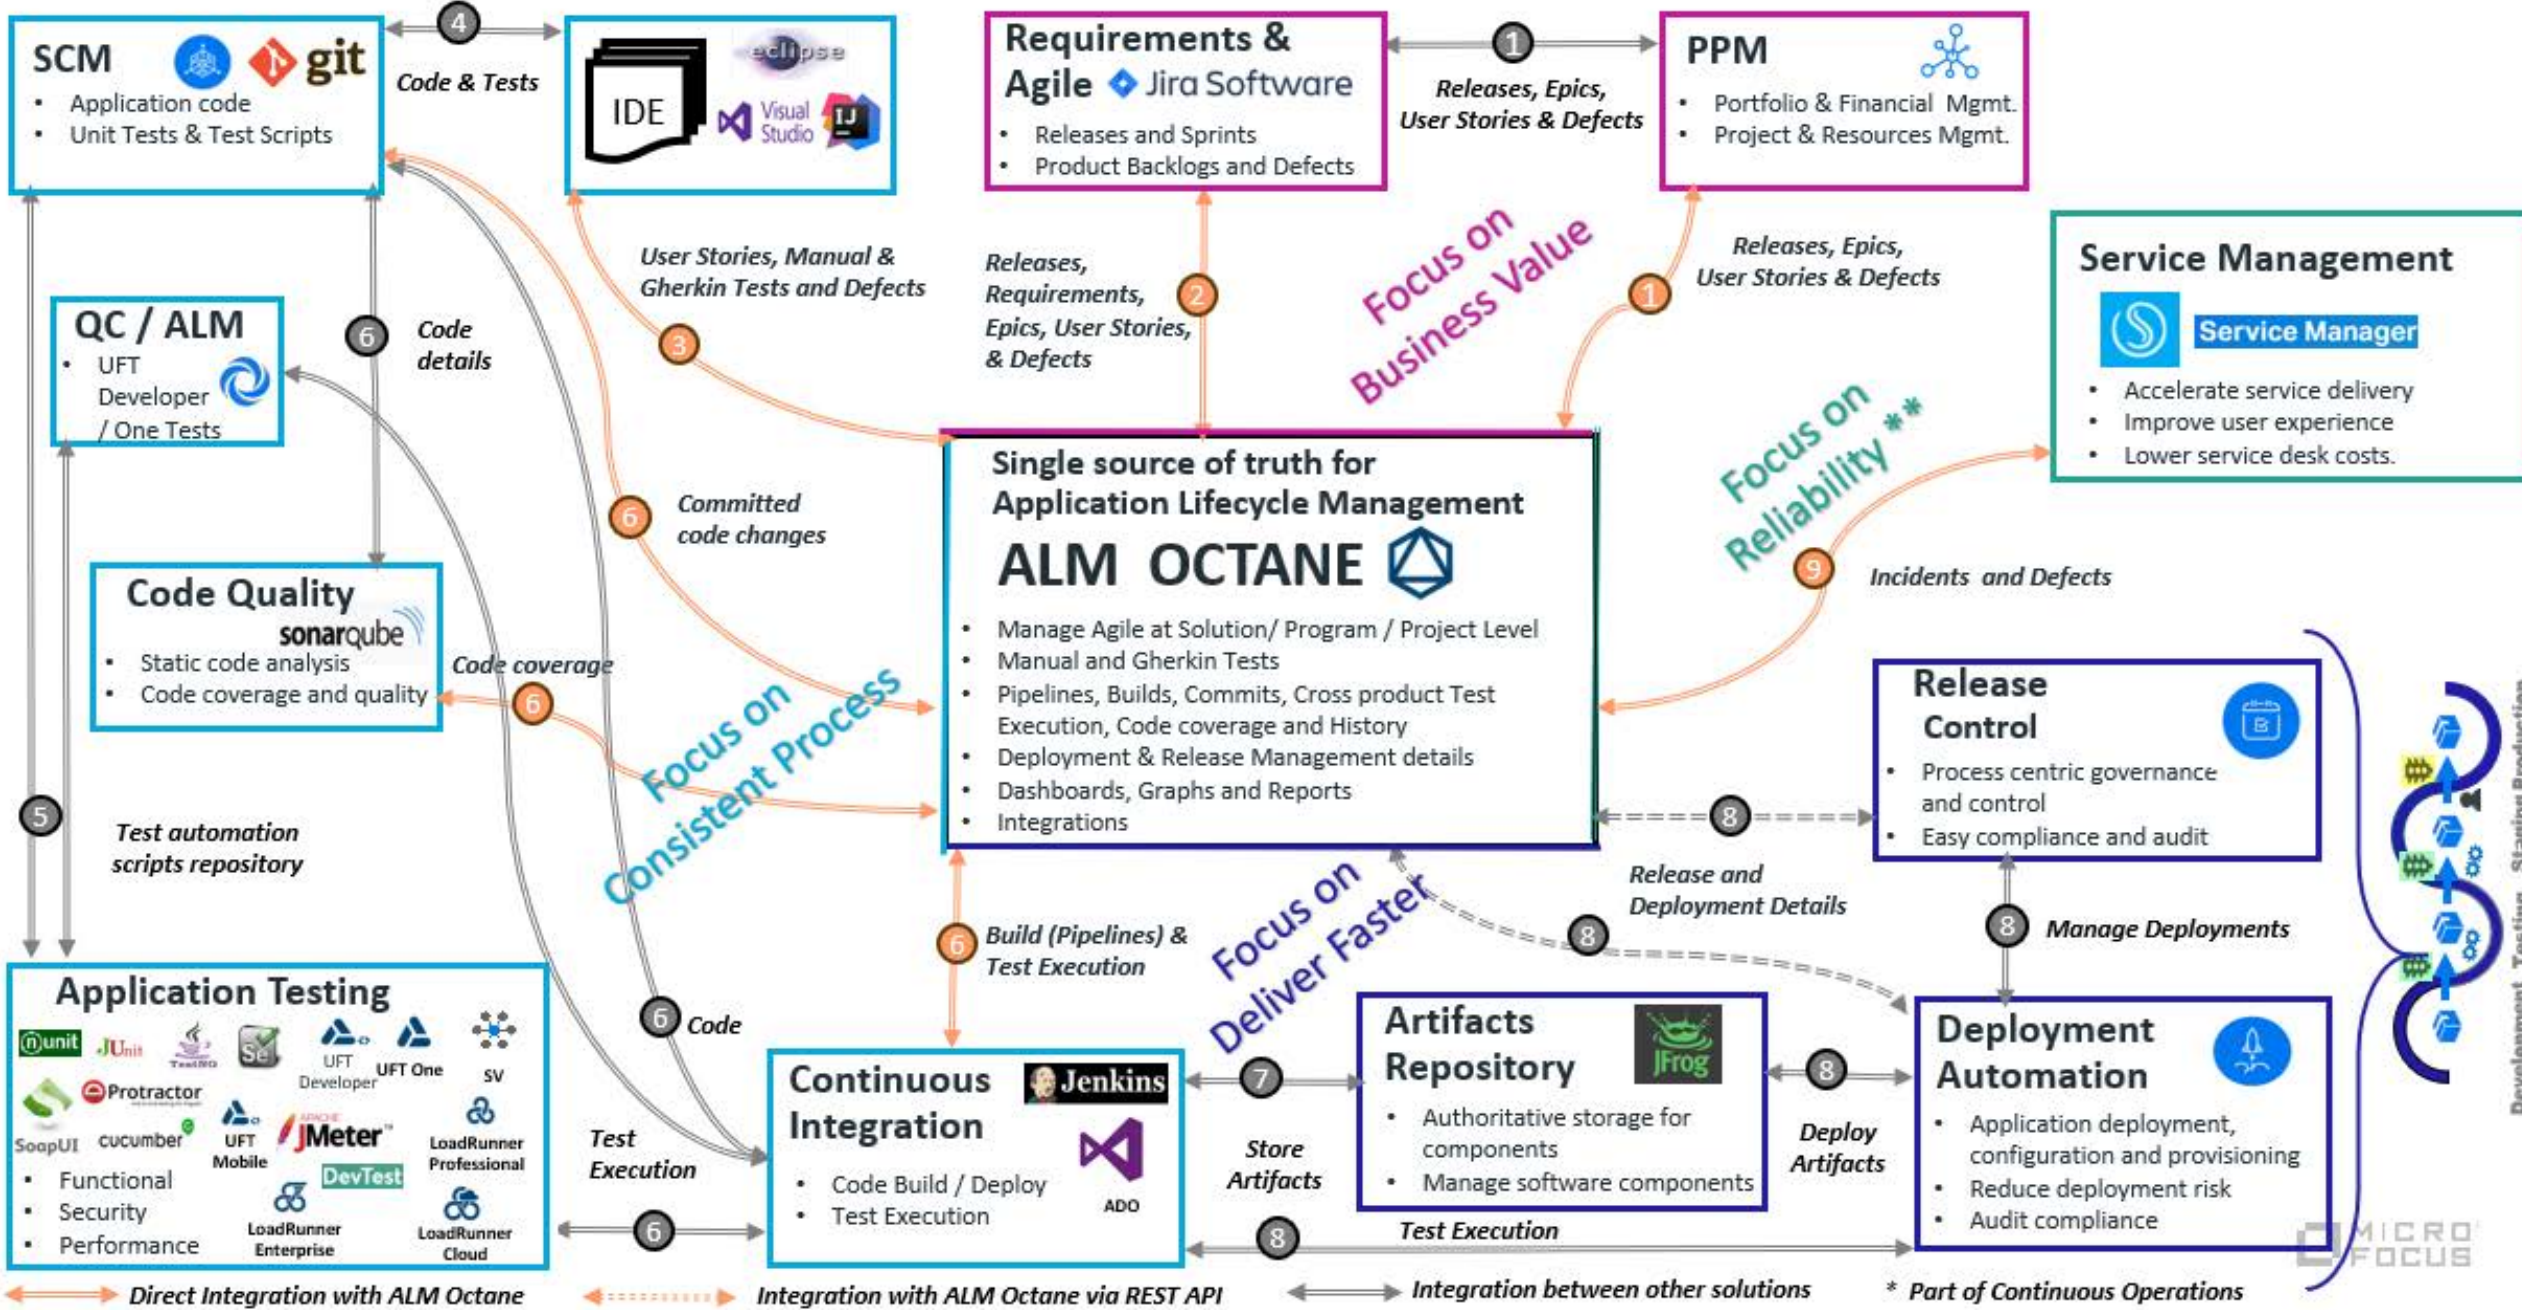 SCM
git
• Application code
• Unit Tests & Test Scripts
4
Code & Tests
IDE
eclipse
Visual
Studio
IJ
Requirements &
Agile Jira Software
• Releases and Sprints
• Product Backlogs and Defects
1
Releases, Epics,
User Stories & Defects
PPM
• Portfolio & Financial Mgmt.
• Project & Resources Mgmt.
User Stories, Manual &
Gherkin Tests and Defects
3
Releases,
Requirements,
Epics, User Stories,
& Defects
2
Focus on
Business Value
Releases, Epics,
User Stories & Defects
1
Service Management
Service Manager
• Accelerate service delivery
• Improve user experience
• Lower service desk costs.
QC / ALM
• UFT
Developer
/ One Tests
6
Code
details
6
Committed
code changes
Single source of truth for
Application Lifecycle Management
ALM OCTANE
• Manage Agile at Solution/ Program / Project Level
• Manual and Gherkin Tests
• Pipelines, Builds, Commits, Cross product Test
Execution, Code coverage and History
• Deployment & Release Management details
• Dashboards, Graphs and Reports
• Integrations
Focus on
Reliability **
9
Incidents and Defects
Code Quality
sonarqube
• Static code analysis
• Code coverage and quality
Code coverage
6
Focus on
Consistent Process
5
Test automation
scripts repository
Release
Control
• Process centric governance
and control
• Easy compliance and audit
8
Release and
Deployment Details
8
8
Manage Deployments
6
Build (Pipelines) &
Test Execution
Focus on
Deliver Faster
Development Testing Staging Production
Application Testing
nunit
JUnit
TestNG
Se
UFT
Developer
UFT One
SV
SoapUI
Protractor
cucumber
UFT
Mobile
APACHE
JMeter™
LoadRunner
Professional
DevTest
LoadRunner
Enterprise
LoadRunner
Cloud
• Functional
• Security
• Performance
6
Code
Test
Execution
6
Continuous
Integration
Jenkins
ADO
• Code Build / Deploy
• Test Execution
7
Store
Artifacts
Artifacts
Repository
JFrog
• Authoritative storage for
components
• Manage software components
8
Deploy
Artifacts
8
Test Execution
Deployment
Automation
• Application deployment,
configuration and provisioning
• Reduce deployment risk
• Audit compliance
MICRO
FOCUS
Direct Integration with ALM Octane
Integration with ALM Octane via REST API
Integration between other solutions
* Part of Continuous Operations